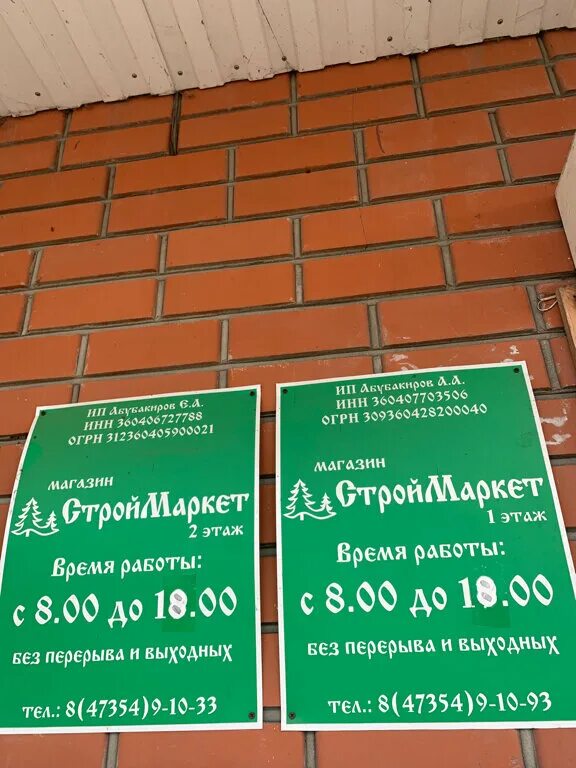 ИП Абубакиров Е.А.
ИНН 360406727788
ОГРН 312360405900021
магазин
СтройМаркет
2 этаж
Время работы:
с 8.00 до 18.00
без перерыва и выходных
тел.: 8(47354)9-10-33
ИП Абубакиров А.А.
ИНН 360407703506
ОГРН 309360428200040
магазин
СтройМаркет
1 этаж
Время работы:
с 8.00 до 18.00
без перерыва и выходных
тел.: 8(47354)9-10-93